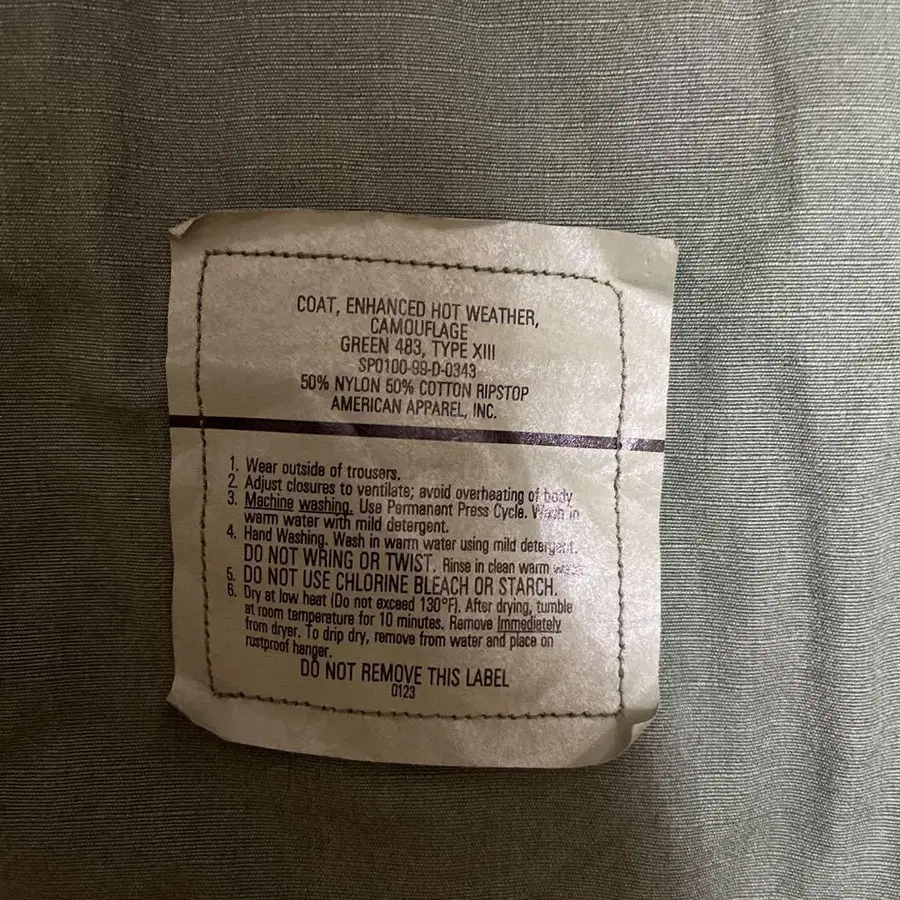 COAT, ENHANCED HOT WEATHER,
CAMOUFLAGE
GREEN 483, TYPE XIII
SP0100-99-D-0343
50% NYLON 50% COTTON RIPSTOP
AMERICAN APPAREL, INC.
1. Wear outside of trousers.
2. Adjust closures to ventilate; avoid overheating of body
3. Machine washing. Use Permanent Press Cycle. Wash in
warm water with mild detergent.
4. Hand Washing. Wash in warm water using mild detergent.
DO NOT WRING OR TWIST. Rinse in clean warm
5. DO NOT USE CHLORINE BLEACH OR STARCH.
6. Dry at low heat (Do not exceed 130°F). After drying, tumble
at room temperature for 10 minutes. Remove Immediately
from dryer. To drip dry, remove from water and place on
rustproof hanger.
DO NOT REMOVE THIS LABEL
0123